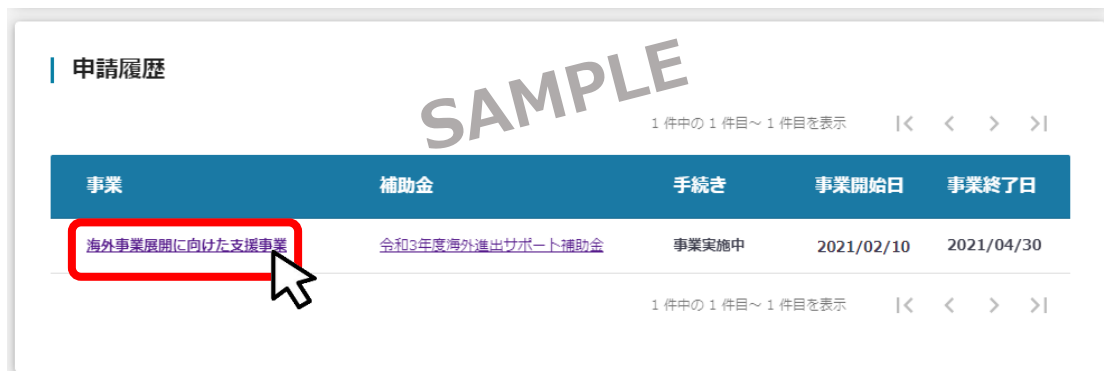 申請履歴
SAMPLE
1 件中の 1 件目～ 1 件目を表示
事業 補助金 手続き 事業開始日 事業終了日
海外事業展開に向けた支援事業 令和3年度海外進出サポート補助金 事業実施中 2021/02/10 2021/04/30
1 件中の 1 件目～ 1 件目を表示